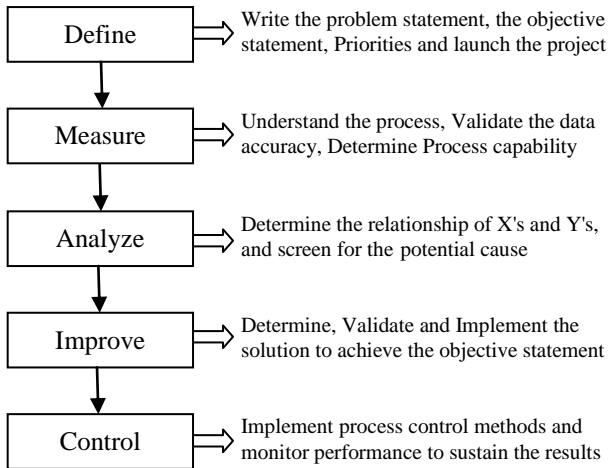 Define
Write the problem statement, the objective
statement, Priorities and launch the project
Measure
Understand the process, Validate the data
accuracy, Determine Process capability
Analyze
Determine the relationship of X's and Y's,
and screen for the potential cause
Improve
Determine, Validate and Implement the
solution to achieve the objective statement
Control
Implement process control methods and
monitor performance to sustain the results